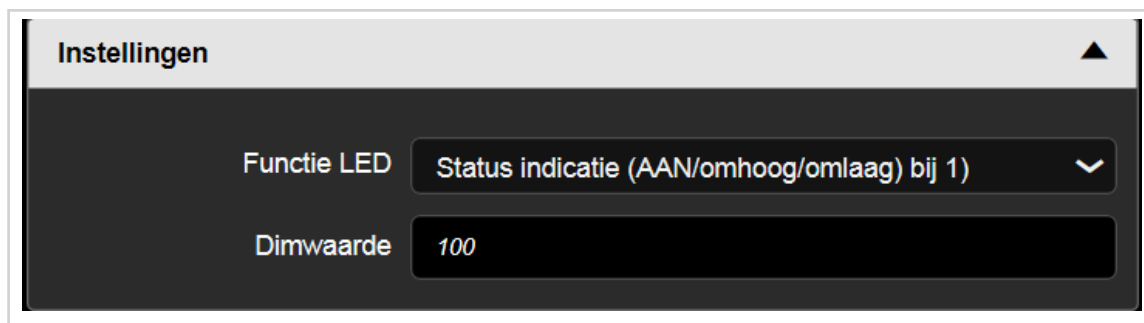 Instellingen
Functie LED Status indicatie (AAN/omhoog/omlaag) bij 1)
Dimwaarde 100